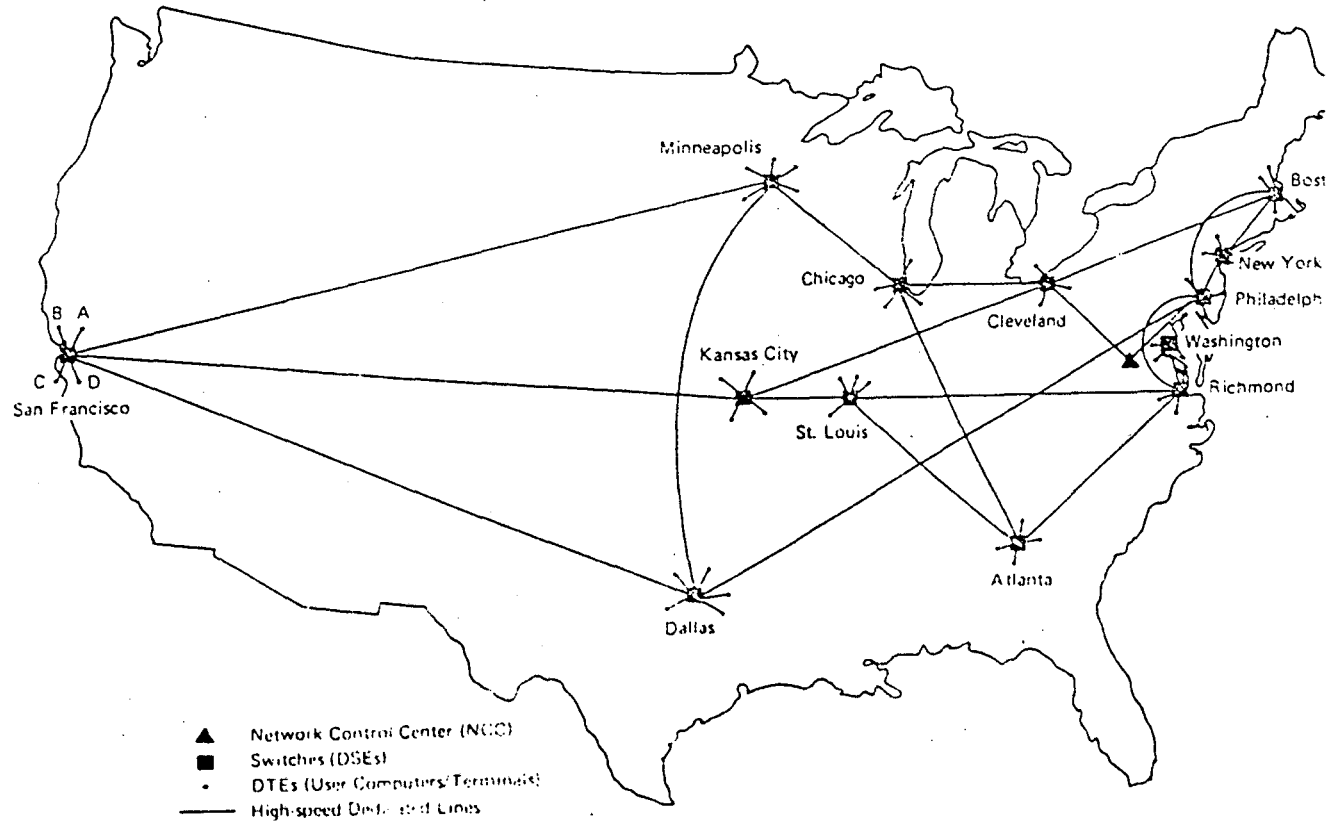 Minneapolis
Bost
Chicago
New York
Cleveland
Philadelph
B A
Washington
Kansas City
Richmond
C D
San Francisco
St. Louis
Atlanta
Dallas
Network Control Center (NCC)
Switches (DSEs)
DTEs (User Computers/Terminals)
High-speed Lines